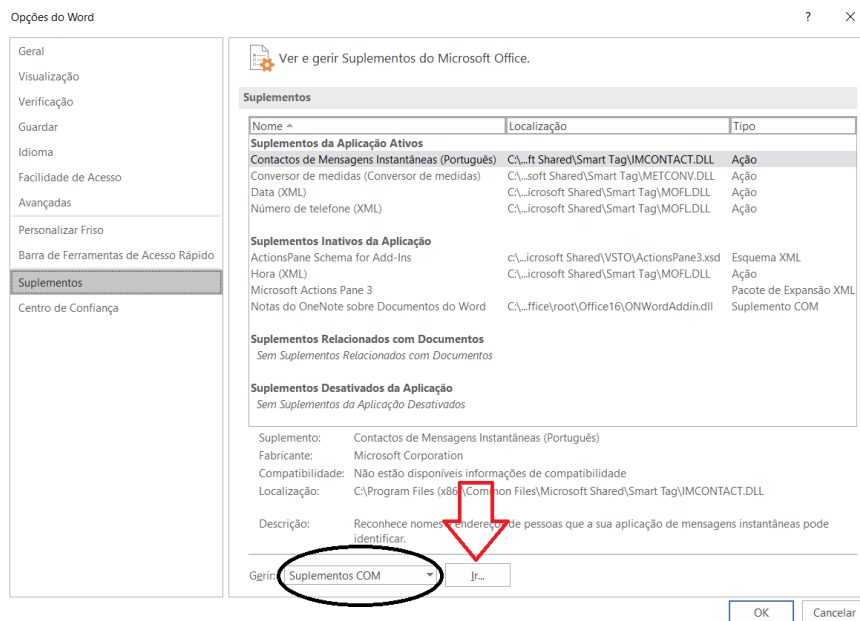 Opções do Word
?
Geral
Visualização
Verificação
Guardar
Idioma
Facilidade de Acesso
Avançadas
Personalizar Friso
Barra de Ferramentas de Acesso Rápido
Suplementos
Centro de Confiança
Ver e gerir Suplementos do Microsoft Office.
Suplementos
Nome Localização Tipo
Suplementos da Aplicação Ativos
Contactos de Mensagens Instantâneas (Português) C:\...ft Shared\Smart Tag\IMCONTACT.DLL Ação
Conversor de medidas (Conversor de medidas) C:\...soft Shared\Smart Tag\METCONV.DLL Ação
Data (XML) C:\...icrosoft Shared\Smart Tag\MOFL.DLL Ação
Número de telefone (XML) C:\...icrosoft Shared\Smart Tag\MOFL.DLL Ação
Suplementos Inativos da Aplicação
ActionsPane Schema for Add-Ins c:\...icrosoft Shared\VSTO\ActionsPane3.xsd Esquema XML
Hora (XML) C:\...icrosoft Shared\Smart Tag\MOFL.DLL Ação
Microsoft Actions Pane 3 Pacote de Expansão XML
Notas do OneNote sobre Documentos do Word C:\...ffice\root\Office16\ONWordAddin.dll Suplemento COM
Suplementos Relacionados com Documentos
Sem Suplementos Relacionados com Documentos
Suplementos Desativados da Aplicação
Sem Suplementos da Aplicação Desativados
Suplemento: Contactos de Mensagens Instantâneas (Português)
Fabricante: Microsoft Corporation
Compatibilidade: Não estão disponíveis informações de compatibilidade
Localização: C:\Program Files (x86)\Common Files\Microsoft Shared\Smart Tag\IMCONTACT.DLL
Descrição: Reconhece nomes e endereços de pessoas que a sua aplicação de mensagens instantâneas pode
identificar.
Gerir: Suplementos COM Ir...
OK Cancelar